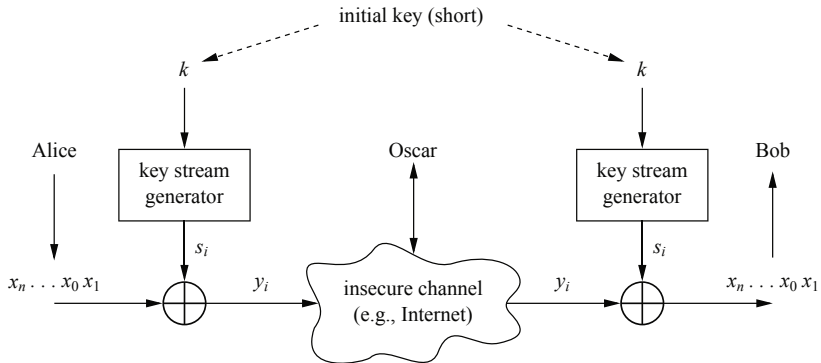 initial key (short)
k
k
Alice
key stream
generator
Oscar
key stream
generator
Bob
s_i
s_i
x_n . . . x_0 x_1
y_i
insecure channel
(e.g., Internet)
y_i
x_n . . . x_0 x_1